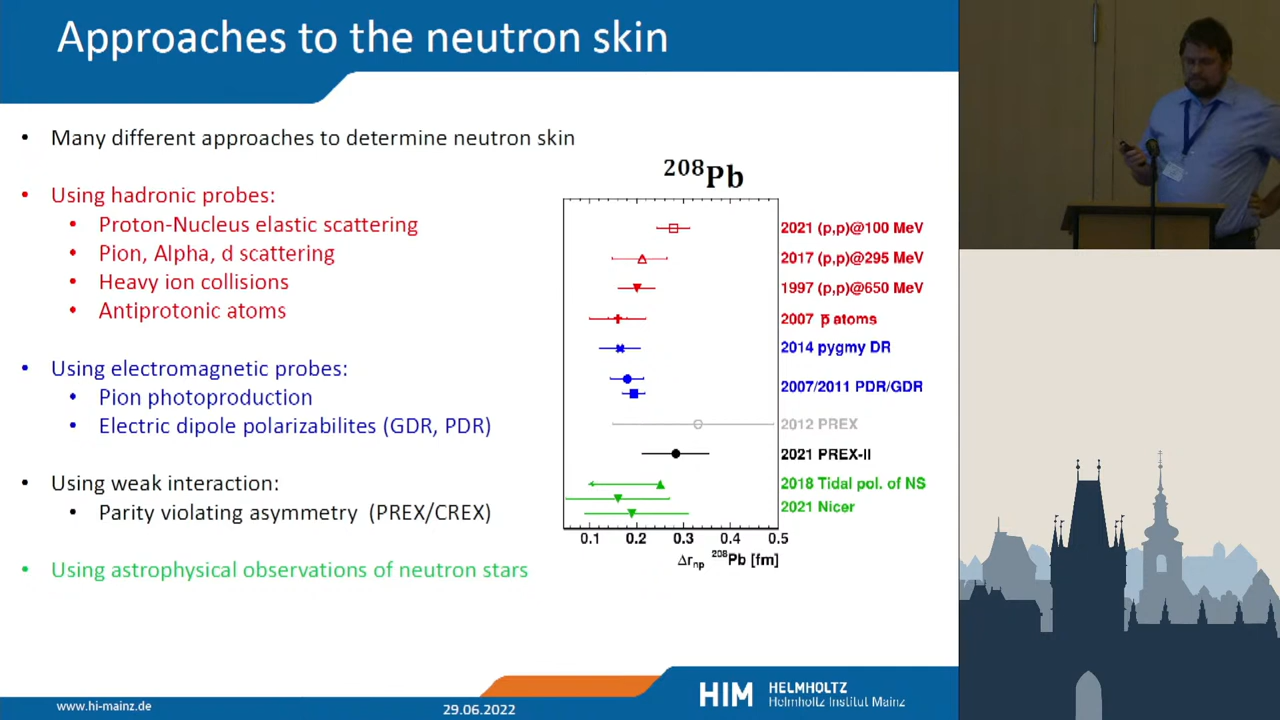 Approaches to the neutron skin
• Many different approaches to determine neutron skin
• Using hadronic probes:
• Proton-Nucleus elastic scattering
• Pion, Alpha, d scattering
• Heavy ion collisions
• Antiprotonic atoms
• Using electromagnetic probes:
• Pion photoproduction
• Electric dipole polarizabilites (GDR, PDR)
• Using weak interaction:
• Parity violating asymmetry (PREX/CREX)
• Using astrophysical observations of neutron stars
²⁰⁸Pb
2021 (p,p)@100 MeV
2017 (p,p)@295 MeV
1997 (p,p)@650 MeV
2007 p̅ atoms
2014 pygmy DR
2007/2011 PDR/GDR
2012 PREX
2021 PREX-II
2018 Tidal pol. of NS
2021 Nicer
0.1 0.2 0.3 0.4 0.5
Δrnp ²⁰⁸Pb [fm]
www.hi-mainz.de
29.06.2022
HIM HELMHOLTZ
Helmholtz Institut Mainz